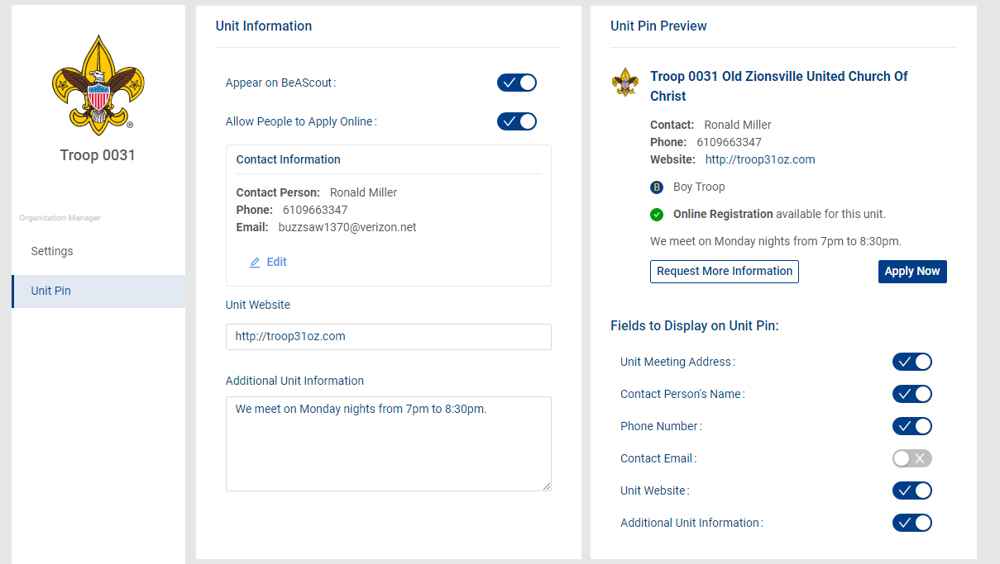 Troop 0031
Organization Manager
Settings
Unit Pin
Unit Information
Appear on BeAScout:
Allow People to Apply Online:
Contact Information
Contact Person: Ronald Miller
Phone: 6109663347
Email: buzzsaw1370@verizon.net
Edit
Unit Website
http://troop31oz.com
Additional Unit Information
We meet on Monday nights from 7pm to 8:30pm.
Unit Pin Preview
Troop 0031 Old Zionsville United Church Of
Christ
Contact: Ronald Miller
Phone: 6109663347
Website: http://troop31oz.com
B Boy Troop
Online Registration available for this unit.
We meet on Monday nights from 7pm to 8:30pm.
Request More Information Apply Now
Fields to Display on Unit Pin:
Unit Meeting Address:
Contact Person's Name:
Phone Number:
Contact Email:
Unit Website:
Additional Unit Information: